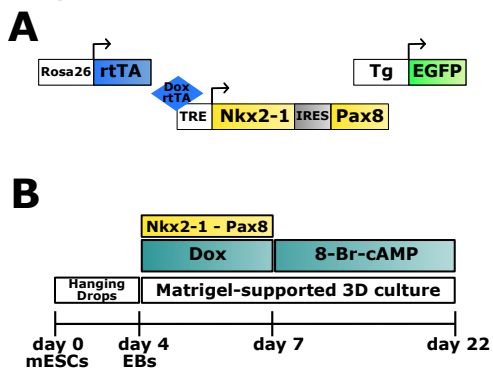 A
Rosa26 rtTA
Tg EGFP
Dox
rtTA
TRE Nkx2-1 IRES Pax8
B
Nkx2-1 - Pax8
Dox 8-Br-cAMP
Hanging
Drops
Matrigel-supported 3D culture
day 0 day 4 day 7 day 22
mESCs EBs